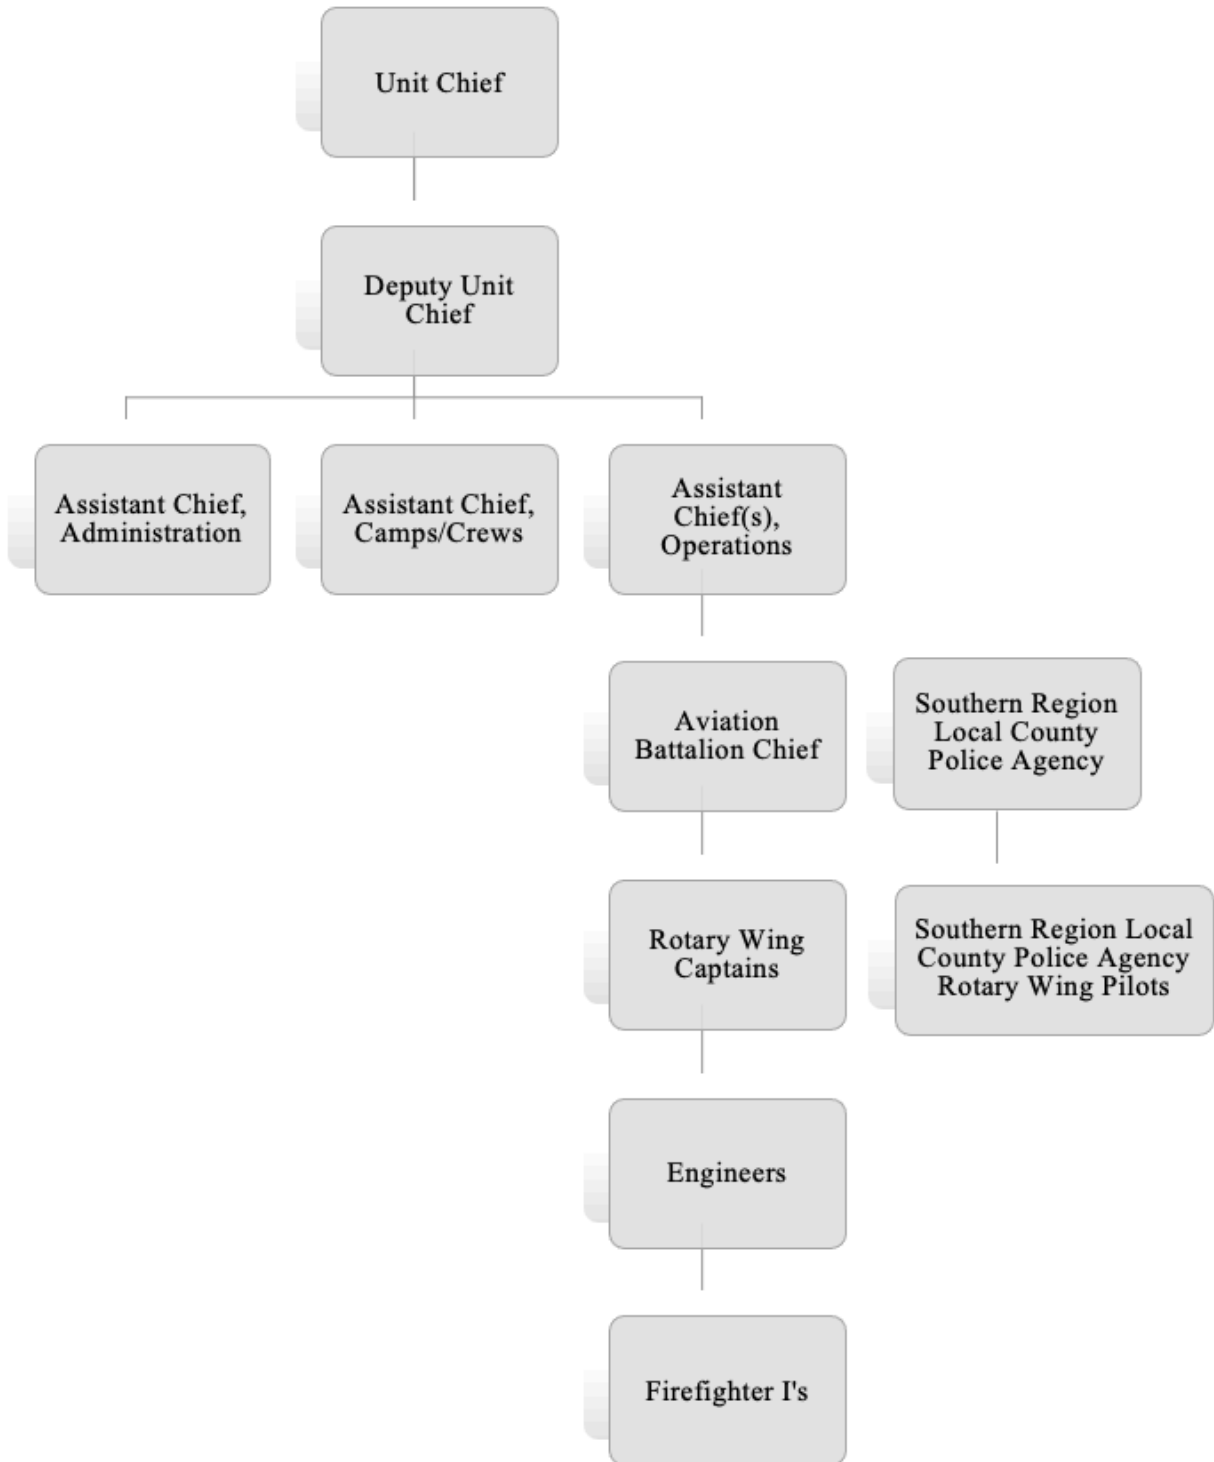 Unit Chief
Deputy Unit
Chief
Assistant Chief,
Administration
Assistant Chief,
Camps/Crews
Assistant
Chief(s),
Operations
Aviation
Battalion Chief
Southern Region
Local County
Police Agency
Rotary Wing
Captains
Southern Region Local
County Police Agency
Rotary Wing Pilots
Engineers
Firefighter I's